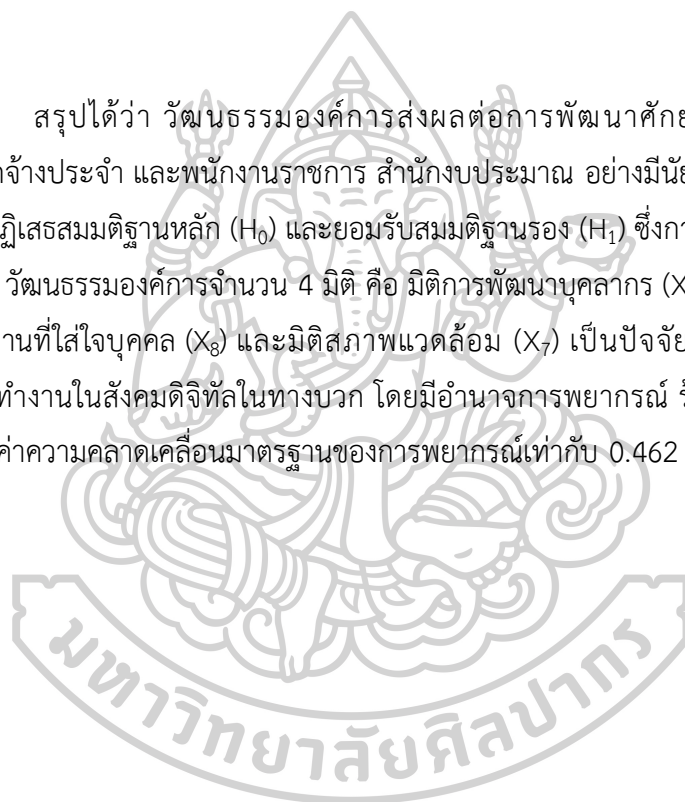 สรุปได้ว่า วัฒนธรรมองค์การส่งผลต่อการพัฒนาศักย
จ้างประจำ และพนักงานราชการ สำนักงบประมาณ อย่างมีนัย
ฏิเสธสมมติฐานหลัก (H₀) และยอมรับสมมติฐานรอง (H₁) ซึ่งกา
วัฒนธรรมองค์การจำนวน 4 มิติ คือ มิติการพัฒนาบุคลากร (X
านที่ใส่ใจบุคคล (X₈) และมิติสภาพแวดล้อม (X₇) เป็นปัจจัย
ทำงานในสังคมดิจิทัลในทางบวก โดยมีอำนาจการพยากรณ์ ร้
ค่าความคลาดเคลื่อนมาตรฐานของการพยากรณ์เท่ากับ 0.462
มหาวิทยาลัยศิลปากร